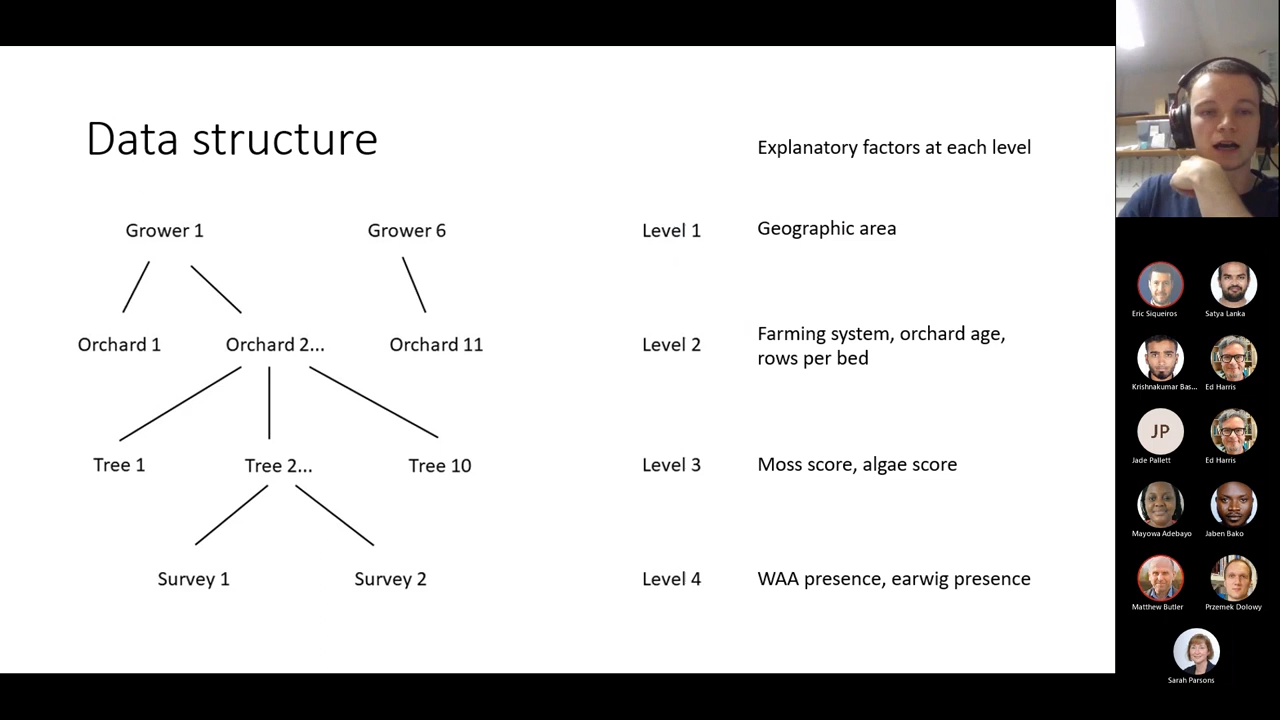 Data structure
Explanatory factors at each level
Grower 1
Grower 6
Level 1
Geographic area
Orchard 1
Orchard 2...
Orchard 11
Level 2
Farming system, orchard age,
rows per bed
Tree 1
Tree 2...
Tree 10
Level 3
Moss score, algae score
Survey 1
Survey 2
Level 4
WAA presence, earwig presence
Eric Siqueiros
Satya Lanka
Krishnakumar Bas...
Ed Harris
JP
Jade Pallett
Ed Harris
Mayowa Adebayo
Jaben Bako
Matthew Butler
Przemek Dolowy
Sarah Parsons